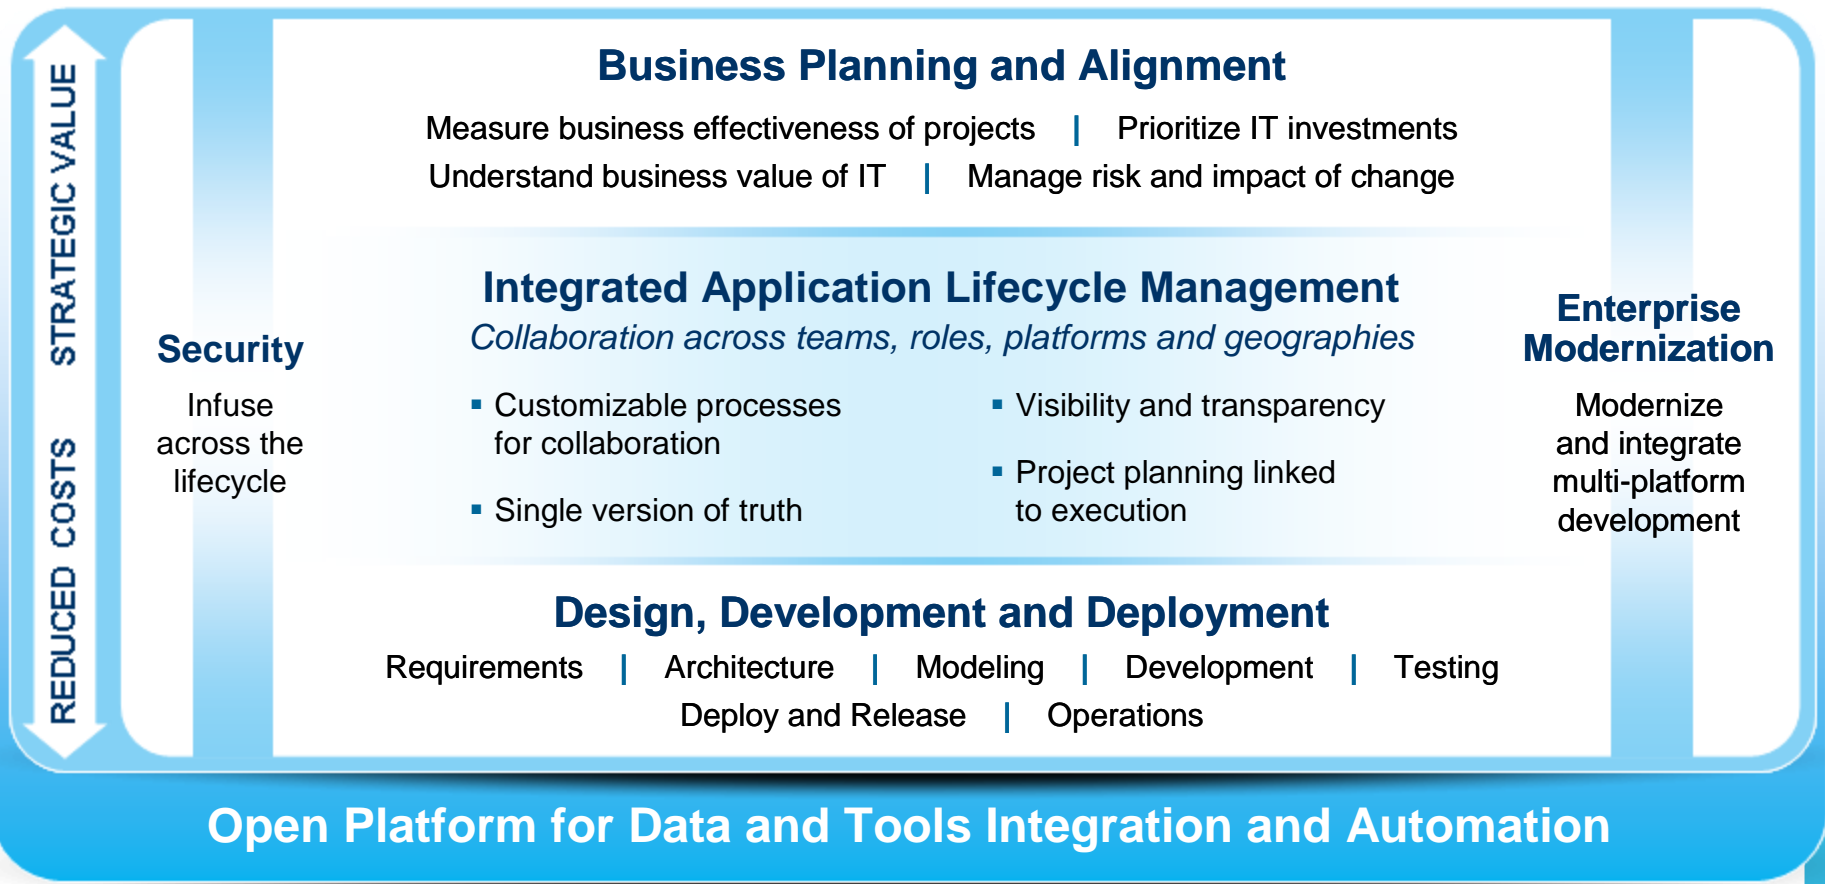 Business Planning and Alignment
Measure business effectiveness of projects | Prioritize IT investments
Understand business value of IT | Manage risk and impact of change
STRATEGIC VALUE
REDUCED COSTS
Security
Infuse
across the
lifecycle
Integrated Application Lifecycle Management
Collaboration across teams, roles, platforms and geographies
▪ Customizable processes
for collaboration
▪ Single version of truth
▪ Visibility and transparency
▪ Project planning linked
to execution
Enterprise
Modernization
Modernize
and integrate
multi-platform
development
Design, Development and Deployment
Requirements | Architecture | Modeling | Development | Testing
Deploy and Release | Operations
Open Platform for Data and Tools Integration and Automation